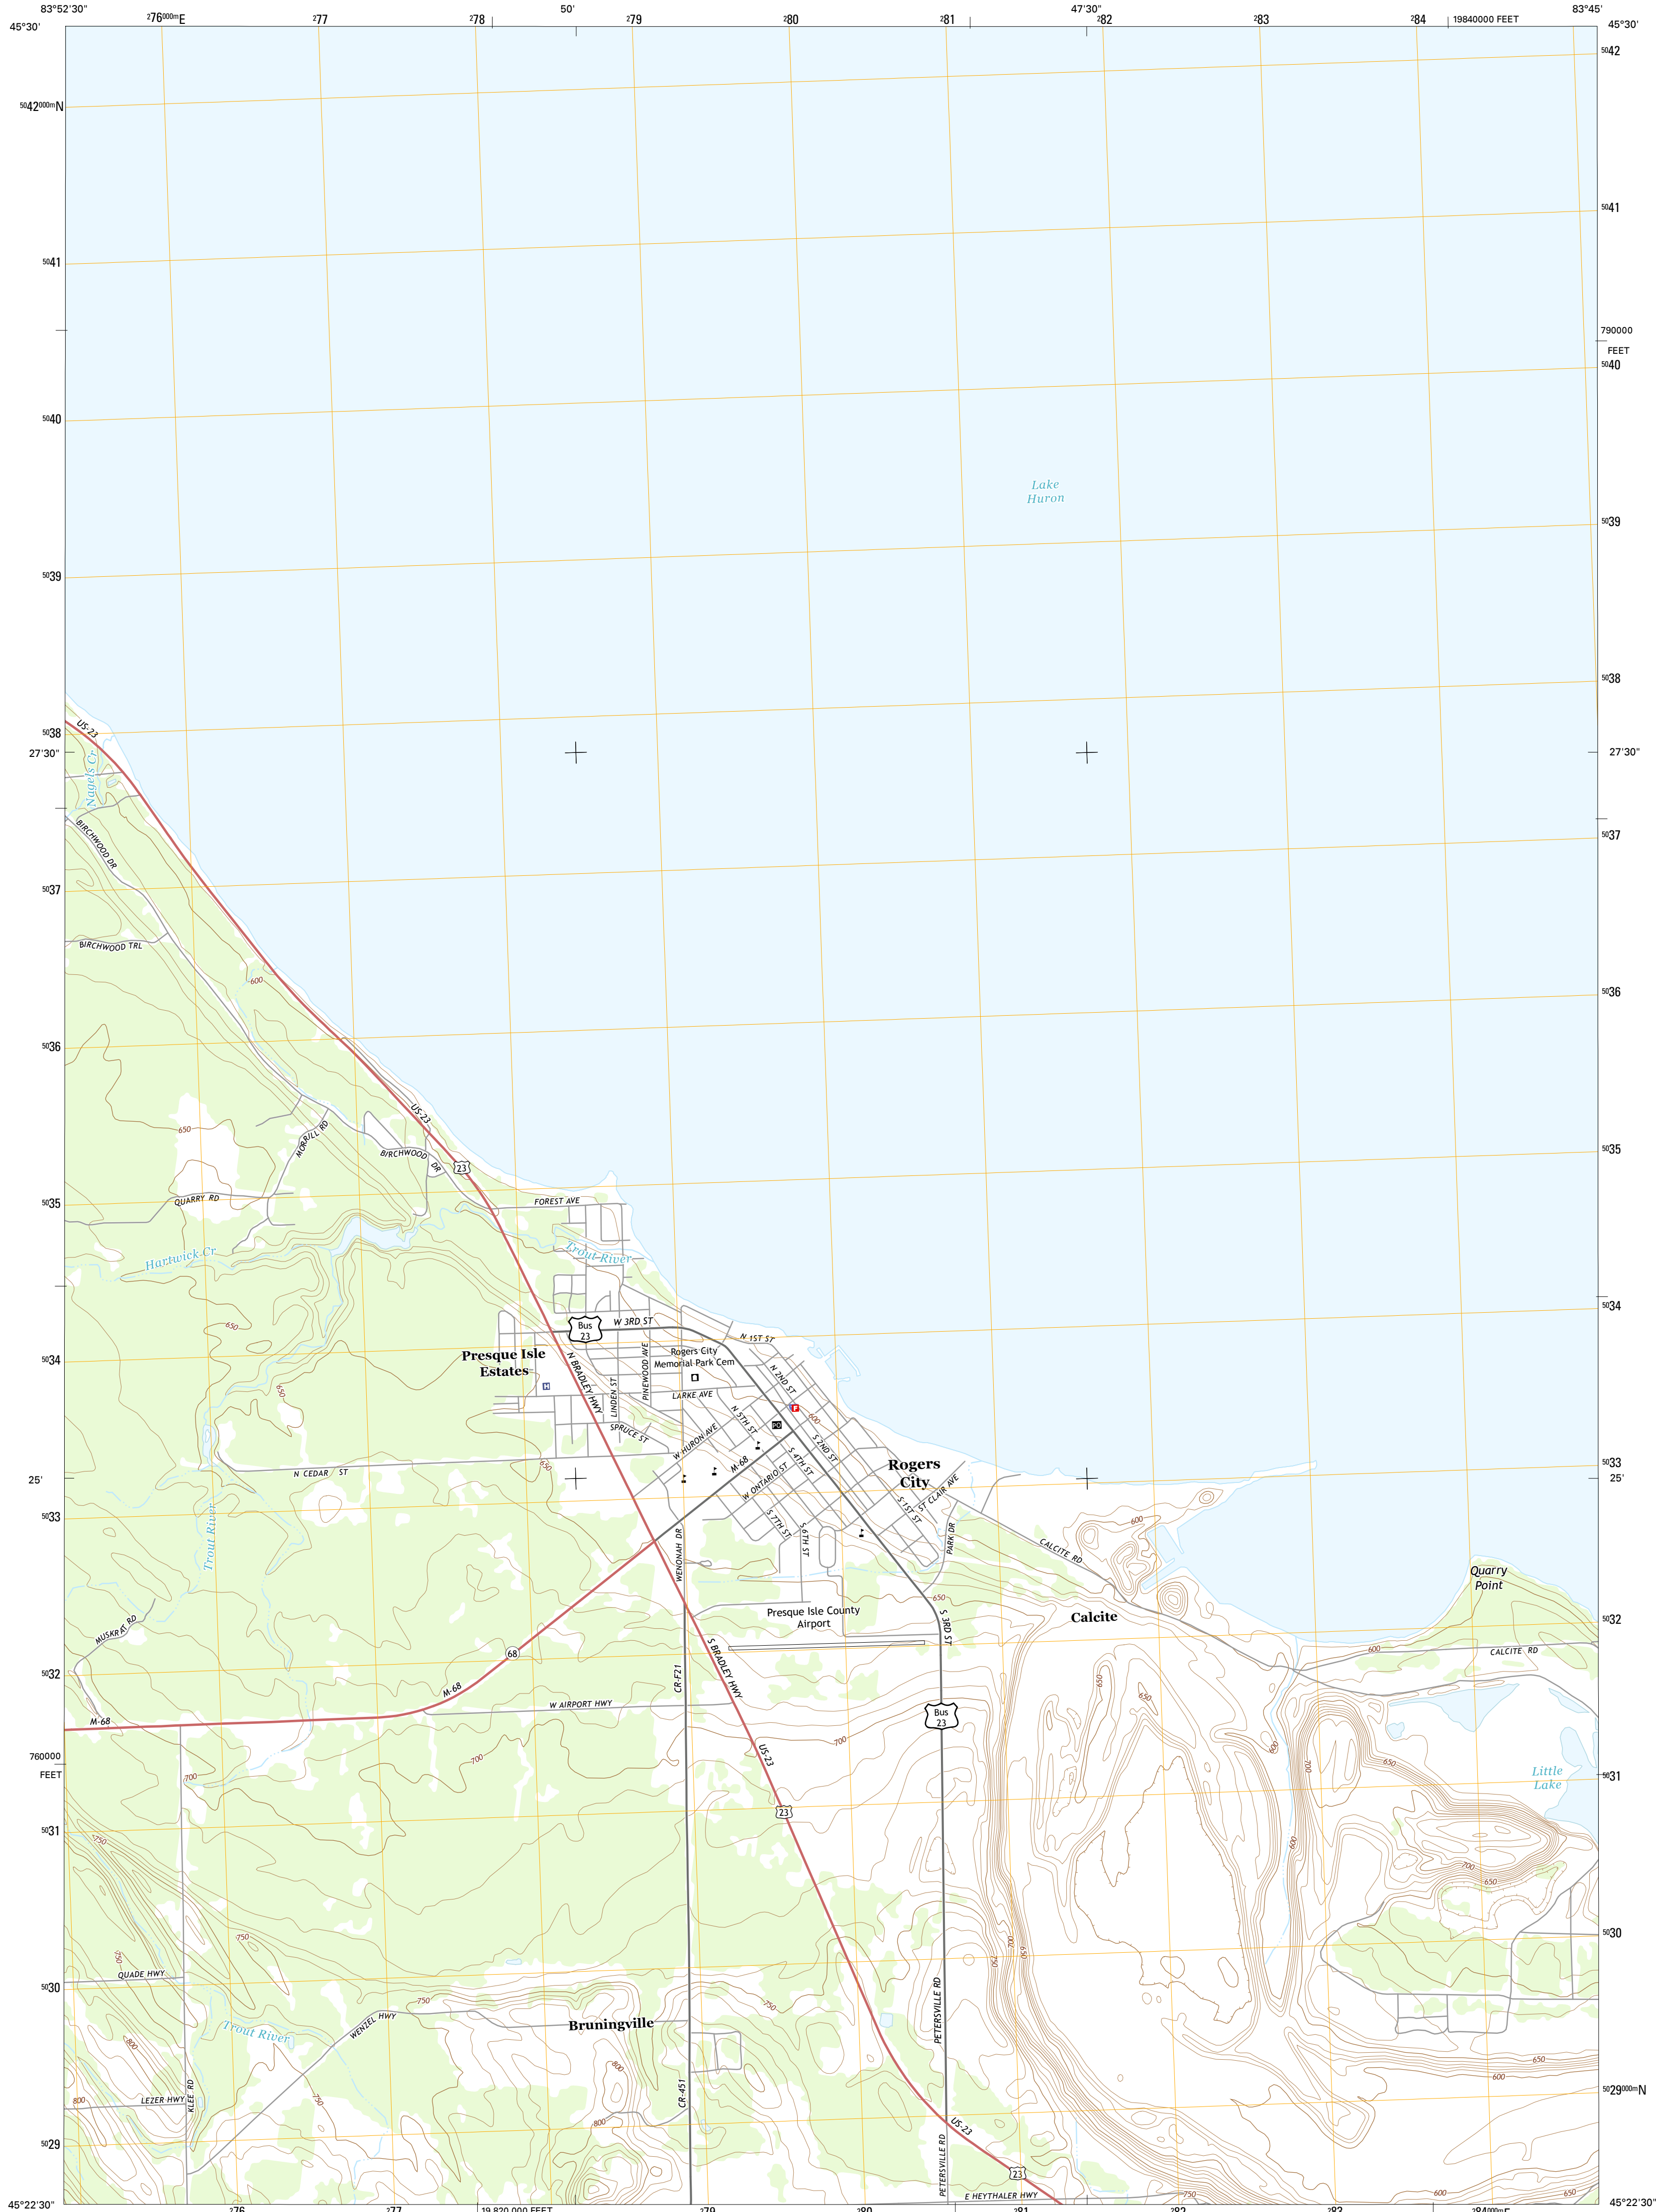 83°52'30"
276000mE
277
278
50'
279
280
281
47'30"
282
283
284
19840000 FEET
83°45'
45°30'
45°30'
5042
5042000mN
5041
5041
790000
FEET
5040
5040
Lake
Huron
5039
5039
5038
5038
US-23
27'30"
27'30"
Nagels Cr
5037
BIRCHWOOD DR
5037
BIRCHWOOD TRL
600
5036
5036
US-23
650
MORRILL RD
BIRCHWOOD DR
5035
23
QUARRY RD
5035
FOREST AVE
Hartwick Cr
Trout River
5034
650
Bus
23
W 3RD ST
N 1ST ST
5034
Presque Isle
Estates
N BRADLEY HWY
PINEWOOD AVE
Rogers City
Memorial Park Cem
N 2ND ST
H
650
LINDEN ST
LARKE AVE
F
600
N 5TH ST
PO
SPRUCE ST
W HURON AVE
S 2ND ST
S 4TH ST
M-68
Rogers
City
5033
25'
25'
N CEDAR ST
650
W ONTARIO ST
ST CLAIR AVE
S 1ST ST
5033
Trout River
S 7TH ST
S 6TH ST
600
PARK DR
CALCITE RD
WENONAH DR
Quarry
Point
650
Presque Isle County
Airport
Calcite
5032
MUSKRAT RD
S 3RD ST
68
S BRADLEY HWY
600
CALCITE RD
5032
CR-F21
650
650
M-68
W AIRPORT HWY
M-68
Bus
23
760000
FEET
700
700
US-23
700
600
700
650
Little
Lake
5031
23
5031
750
600
700
650
750
750
700
650
750
5030
QUADE HWY
5030
750
750
Trout River
WENZEL HWY
Bruningville
PETERSVILLE RD
800
800
650
600
5029000mN
800
LEZER HWY
KLEE RD
750
CR-451
800
US-23
5029
PETERSVILLE RD
23
E HEYTHALER HWY
750
600
650
45°22'30"
45°22'30"
276
277
19 820 000 FEET
279
280
281
282
283
284000mE